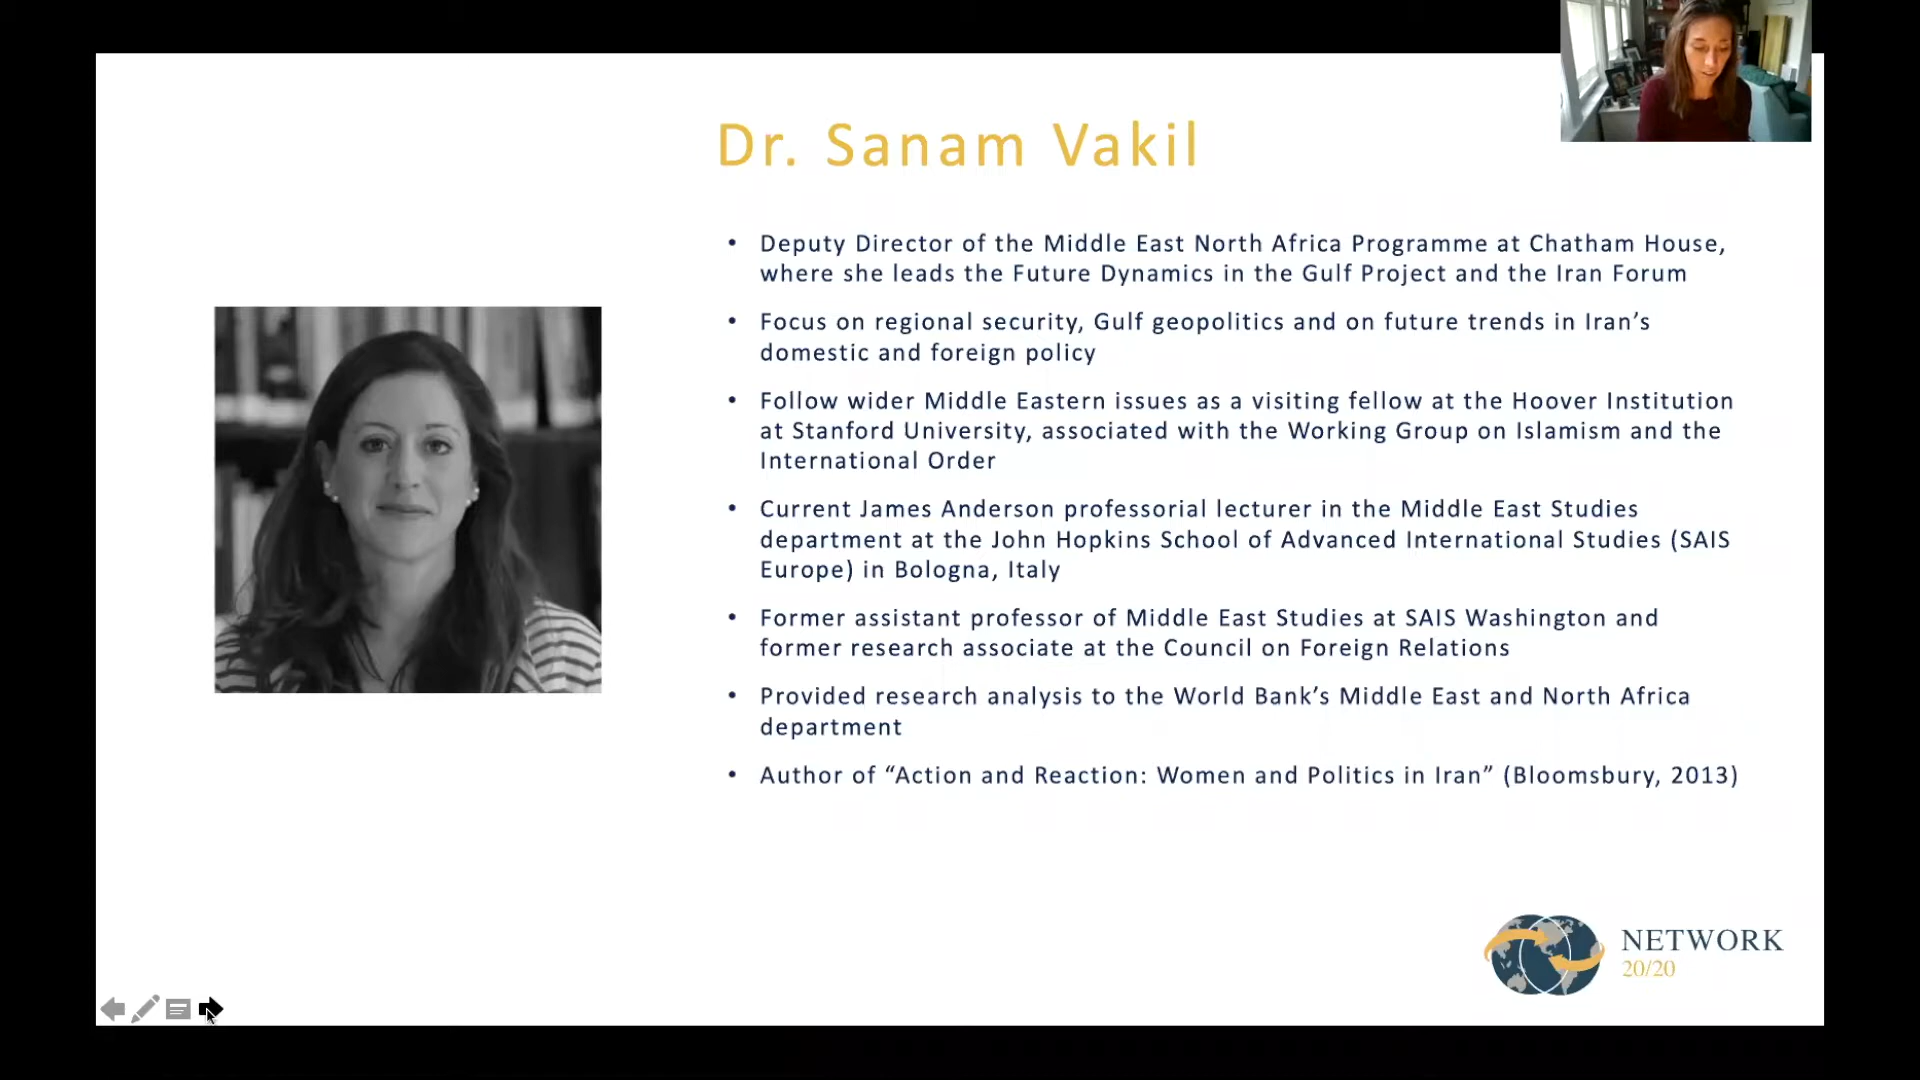 Dr. Sanam Vakil
• Deputy Director of the Middle East North Africa Programme at Chatham House,
where she leads the Future Dynamics in the Gulf Project and the Iran Forum
• Focus on regional security, Gulf geopolitics and on future trends in Iran’s
domestic and foreign policy
• Follow wider Middle Eastern issues as a visiting fellow at the Hoover Institution
at Stanford University, associated with the Working Group on Islamism and the
International Order
• Current James Anderson professorial lecturer in the Middle East Studies
department at the John Hopkins School of Advanced International Studies (SAIS
Europe) in Bologna, Italy
• Former assistant professor of Middle East Studies at SAIS Washington and
former research associate at the Council on Foreign Relations
• Provided research analysis to the World Bank’s Middle East and North Africa
department
• Author of “Action and Reaction: Women and Politics in Iran” (Bloomsbury, 2013)
NETWORK
20/20